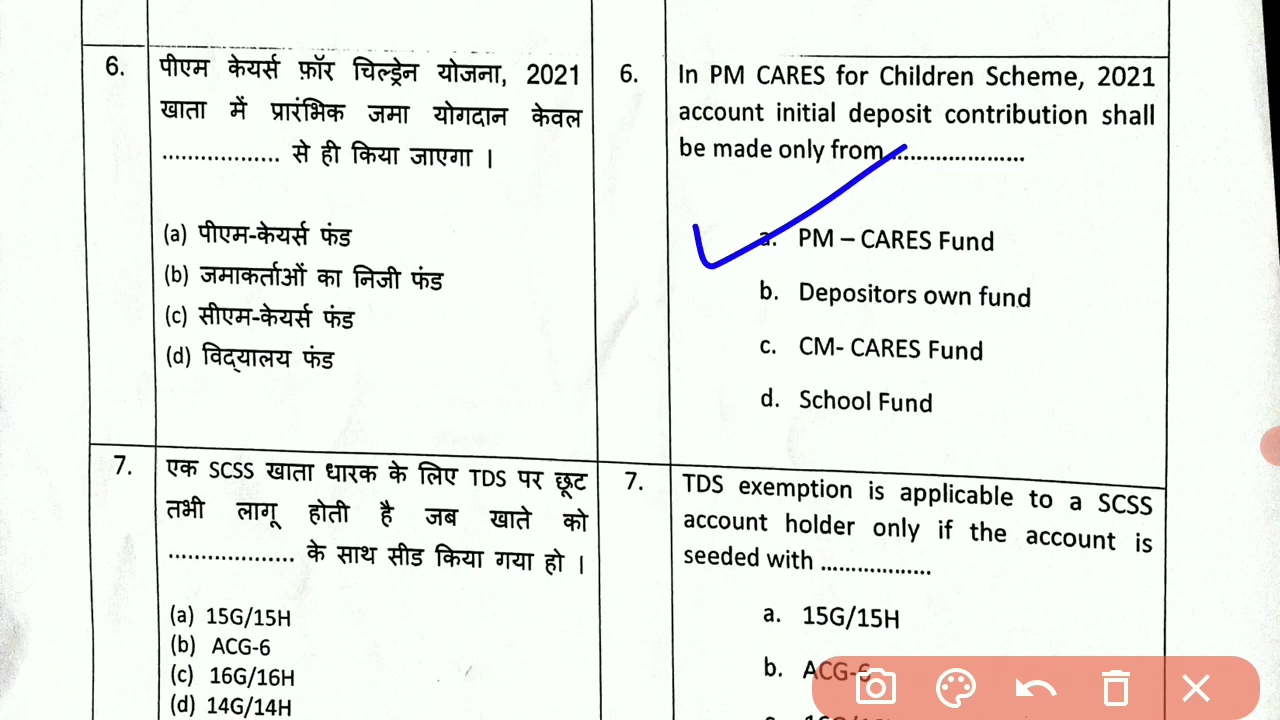 6.
पीएम केयर्स फ़ॉर चिल्ड्रेन योजना, 2021
खाता में प्रारंभिक जमा योगदान केवल
.................. से ही किया जाएगा ।
(a) पीएम-केयर्स फंड
(b) जमाकर्ताओं का निजी फंड
(c) सीएम-केयर्स फंड
(d) विद्यालय फंड
6.
In PM CARES for Children Scheme, 2021
account initial deposit contribution shall
be made only from.....................
a. PM – CARES Fund
b. Depositors own fund
c. CM- CARES Fund
d. School Fund
7.
एक SCSS खाता धारक के लिए TDS पर छूट
तभी लागू होती है जब खाते को
................... के साथ सीड किया गया हो ।
(a) 15G/15H
(b) ACG-6
(c) 16G/16H
(d) 14G/14H
7.
TDS exemption is applicable to a SCSS
account holder only if the account is
seeded with .................
a. 15G/15H
b. ACG-6